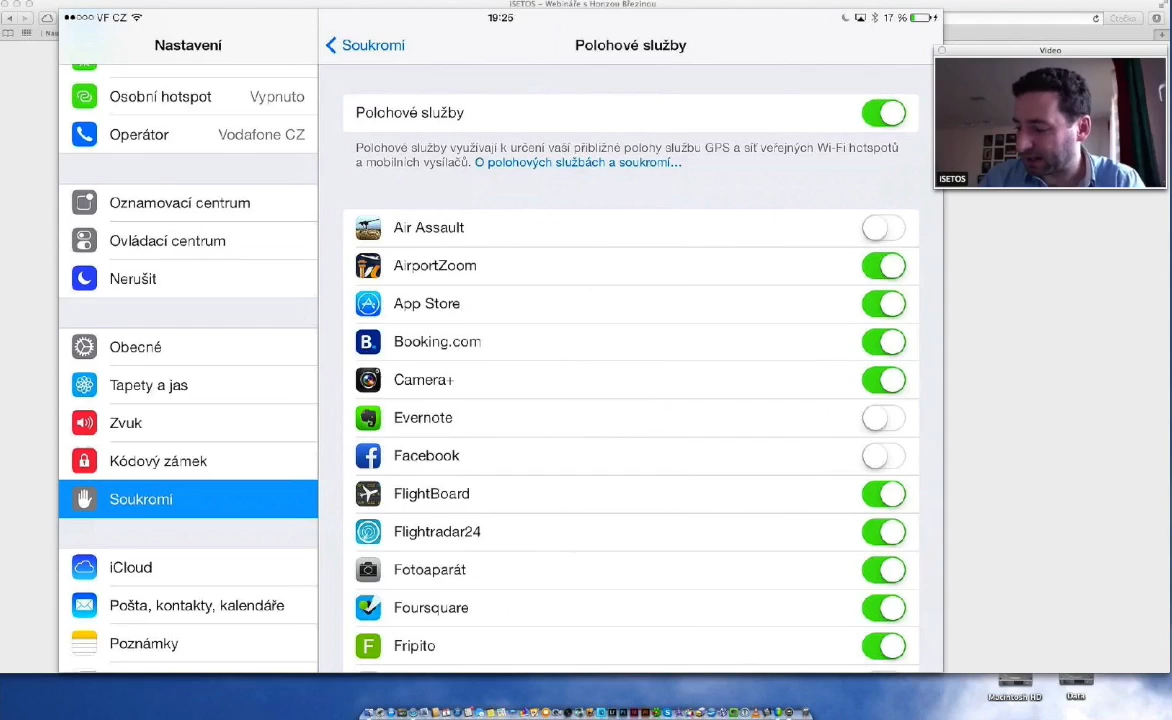 iSETOS – Webináře s Honzou Březinou
VF CZ
19:25
17 %
Čtečka
Nastavení
Soukromí
Polohové služby
Video
Osobní hotspot
Vypnuto
Operátor
Vodafone CZ
Oznamovací centrum
Ovládací centrum
Nerušit
Obecné
Tapety a jas
Zvuk
Kódový zámek
Soukromí
iCloud
Pošta, kontakty, kalendáře
Poznámky
Polohové služby
Polohové služby využívají k určení vaší přibližné polohy službu GPS a síť veřejných Wi-Fi hotspotů
a mobilních vysílačů. O polohových službách a soukromí…
Air Assault
AirportZoom
App Store
B. Booking.com
Camera+
Evernote
Facebook
FlightBoard
Flightradar24
Fotoaparát
Foursquare
F Fripito
ISETOS
Macintosh HD
Data